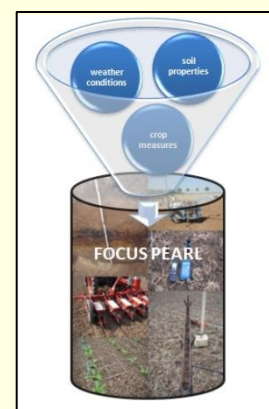 weather
conditions
soil
properties
crop
measures
FOCUS PEARL